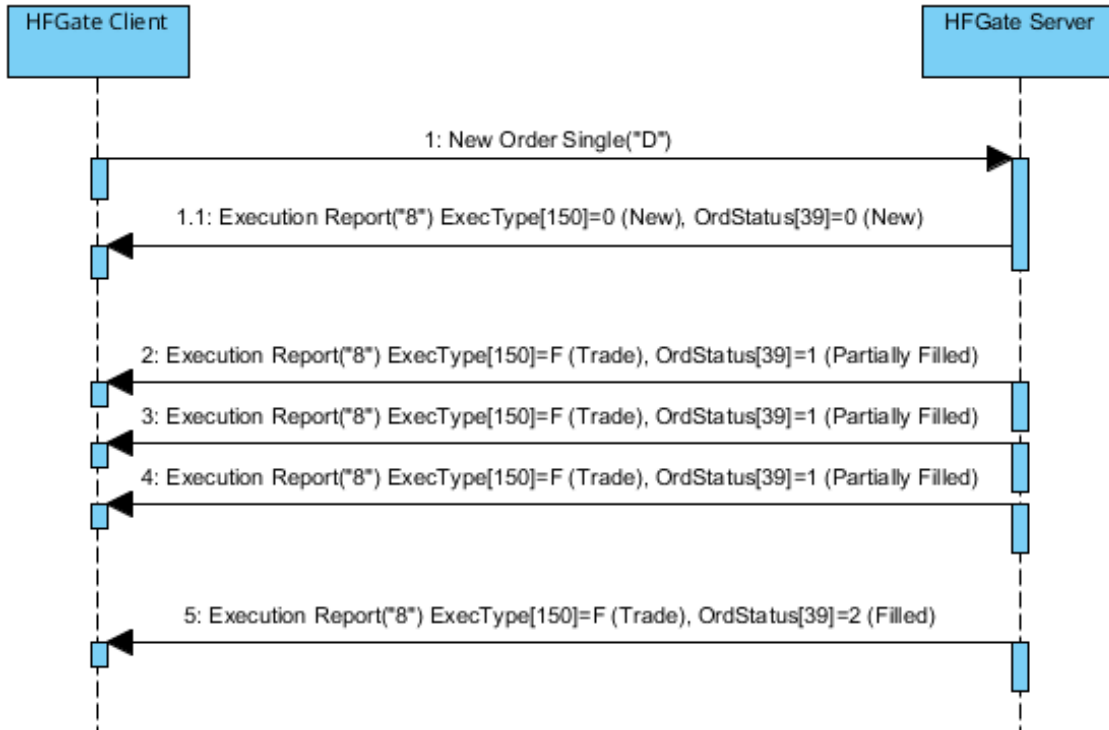 HFGate Client
HFGate Server
1: New Order Single("D")
1.1: Execution Report("8") ExecType[150]=0 (New), OrdStatus[39]=0 (New)
2: Execution Report("8") ExecType[150]=F (Trade), OrdStatus[39]=1 (Partially Filled)
3: Execution Report("8") ExecType[150]=F (Trade), OrdStatus[39]=1 (Partially Filled)
4: Execution Report("8") ExecType[150]=F (Trade), OrdStatus[39]=1 (Partially Filled)
5: Execution Report("8") ExecType[150]=F (Trade), OrdStatus[39]=2 (Filled)